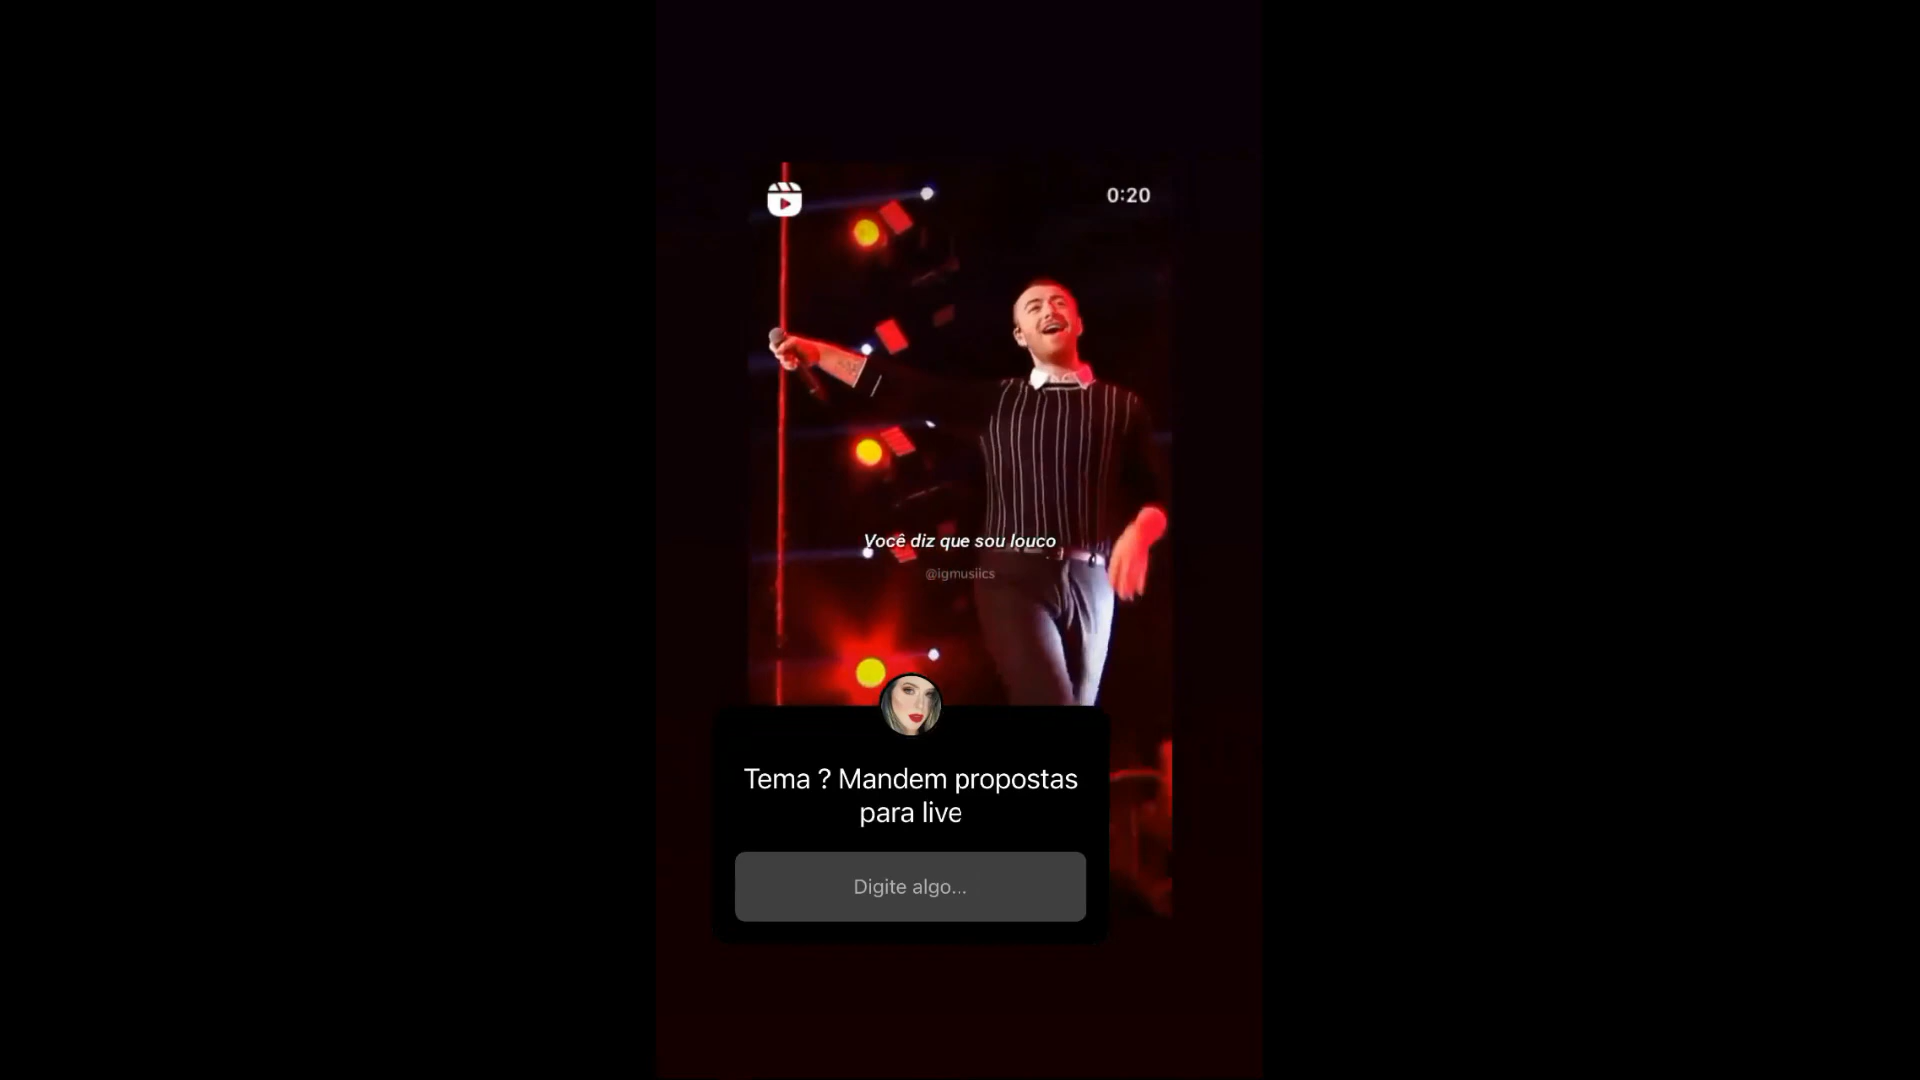 0:20
Você diz que sou louco
@igmusiics
Tema ? Mandem propostas
para live
Digite algo...